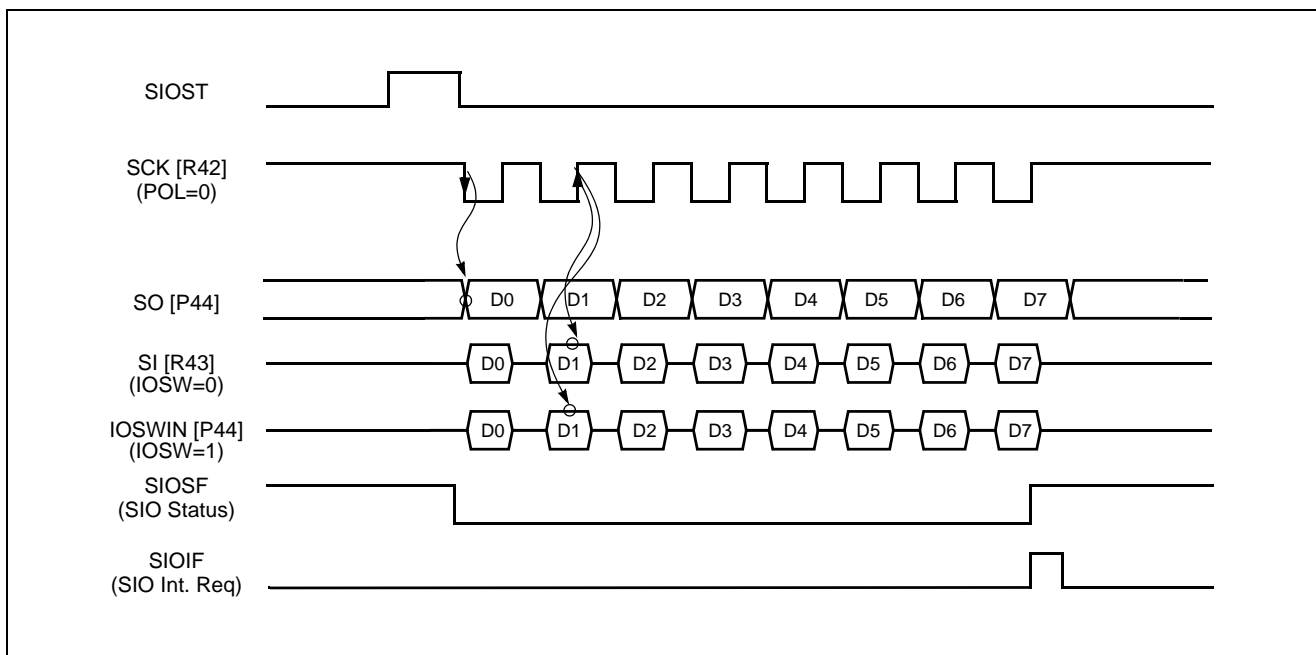 SIOST
SCK [R42]
(POL=0)
SO [P44]
D0 D1 D2 D3 D4 D5 D6 D7
SI [R43]
(IOSW=0)
D0 D1 D2 D3 D4 D5 D6 D7
IOSWIN [P44]
(IOSW=1)
D0 D1 D2 D3 D4 D5 D6 D7
SIOSF
(SIO Status)
SIOIF
(SIO Int. Req)